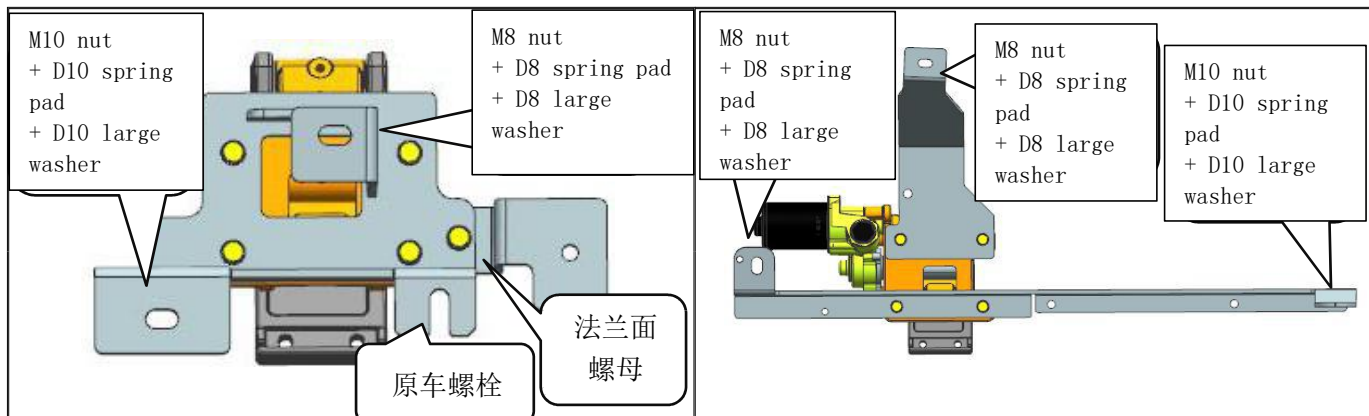 M10 nut
+ D10 spring
pad
+ D10 large
washer
M8 nut
+ D8 spring pad
+ D8 large
washer
原车螺栓
法兰面
螺母
M8 nut
+ D8 spring
pad
+ D8 large
washer
M8 nut
+ D8 spring
pad
+ D8 large
washer
M10 nut
+ D10 spring
pad
+ D10 large
washer